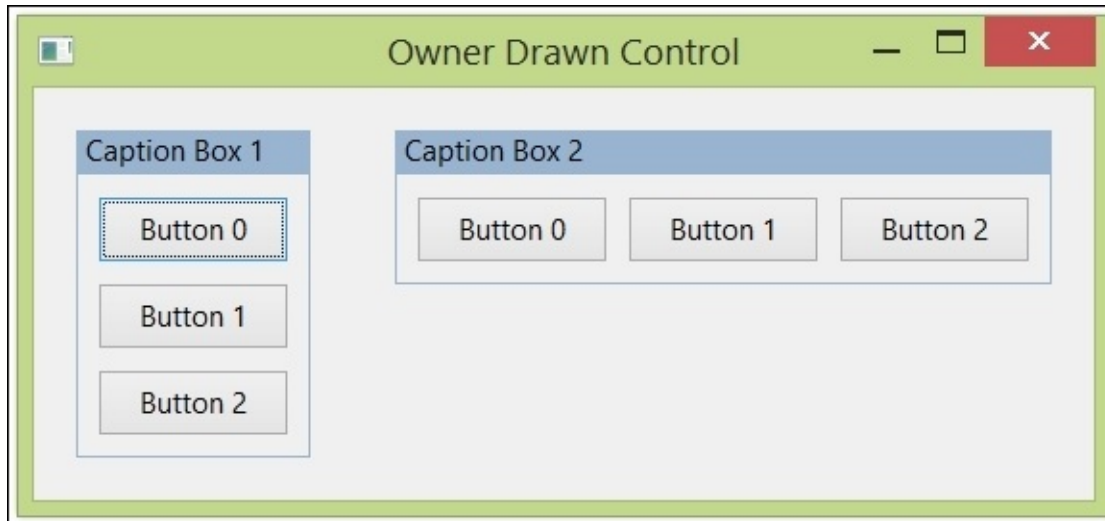 Owner Drawn Control
Caption Box 1
Button 0
Button 1
Button 2
Caption Box 2
Button 0 Button 1 Button 2